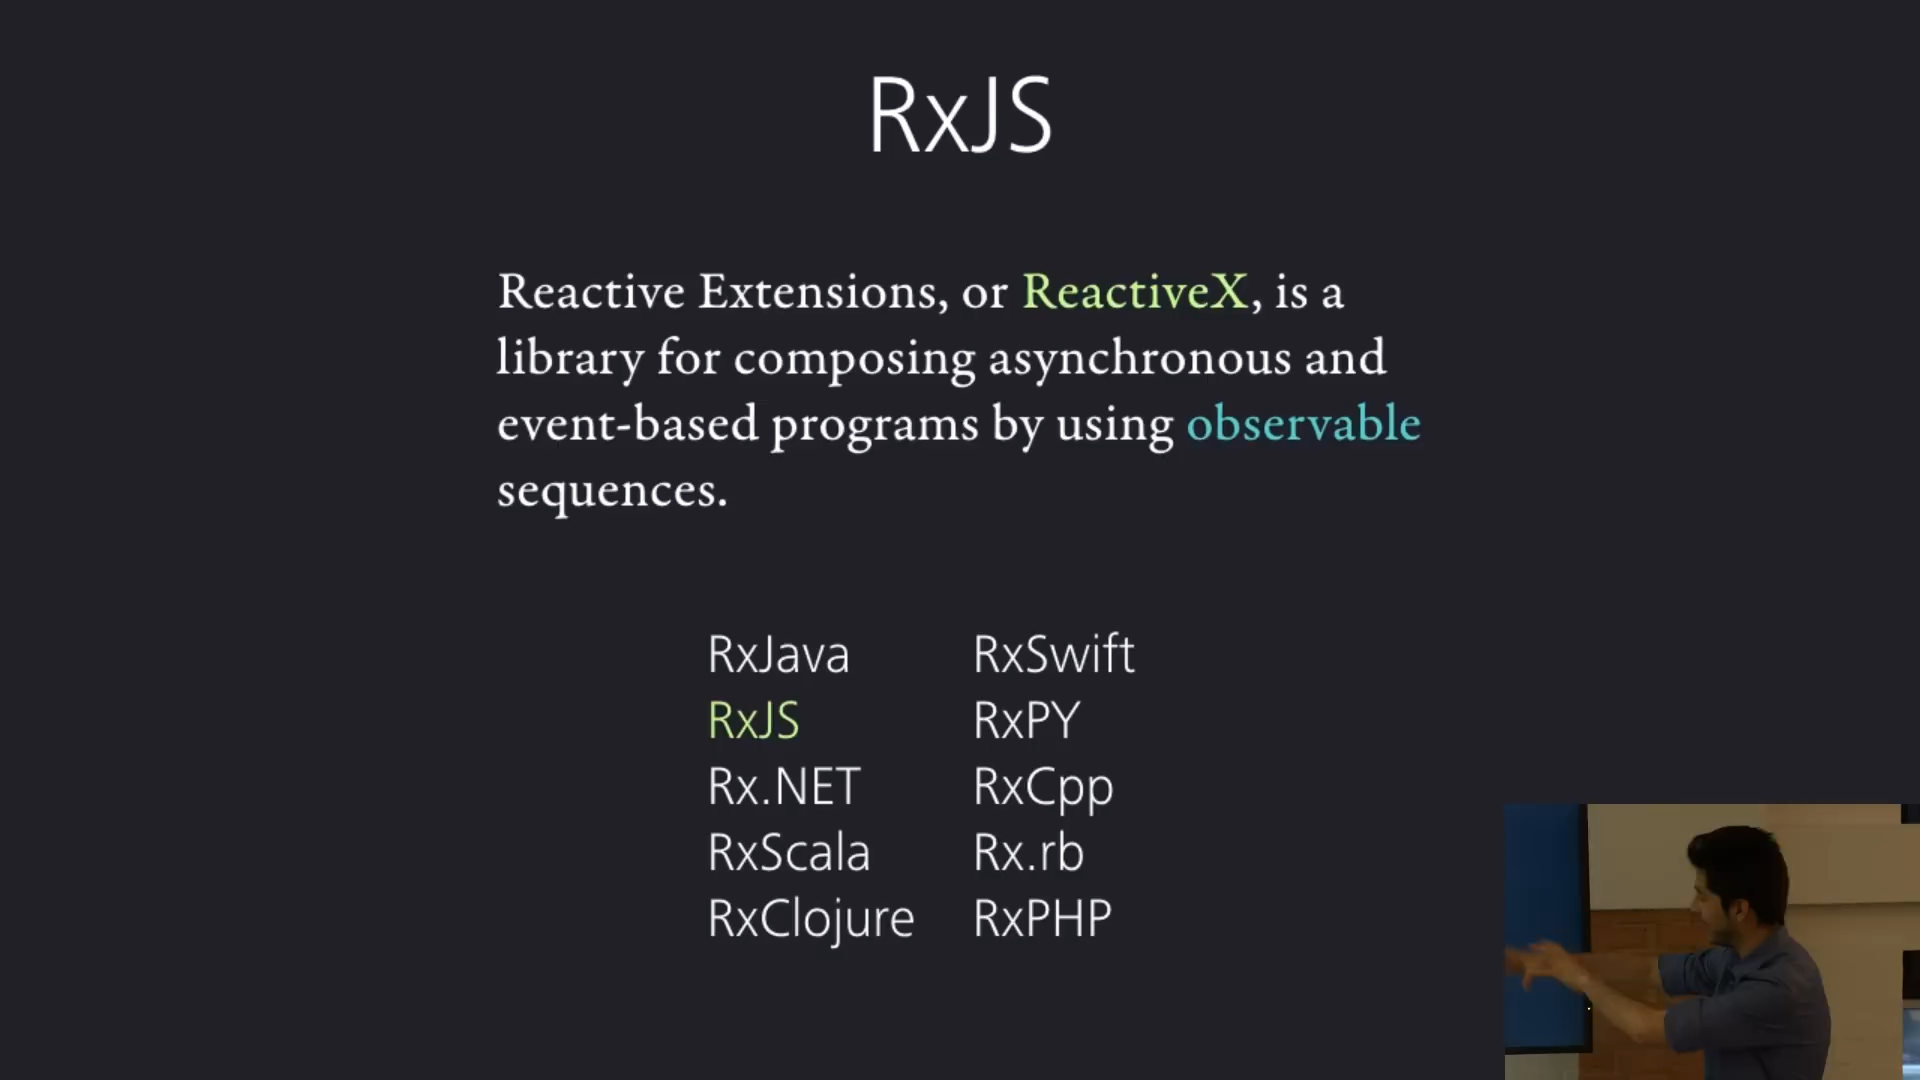 RxJS
Reactive Extensions, or ReactiveX, is a
library for composing asynchronous and
event-based programs by using observable
sequences.
RxJava
RxJS
Rx.NET
RxScala
RxClojure
RxSwift
RxPY
RxCpp
Rx.rb
RxPHP